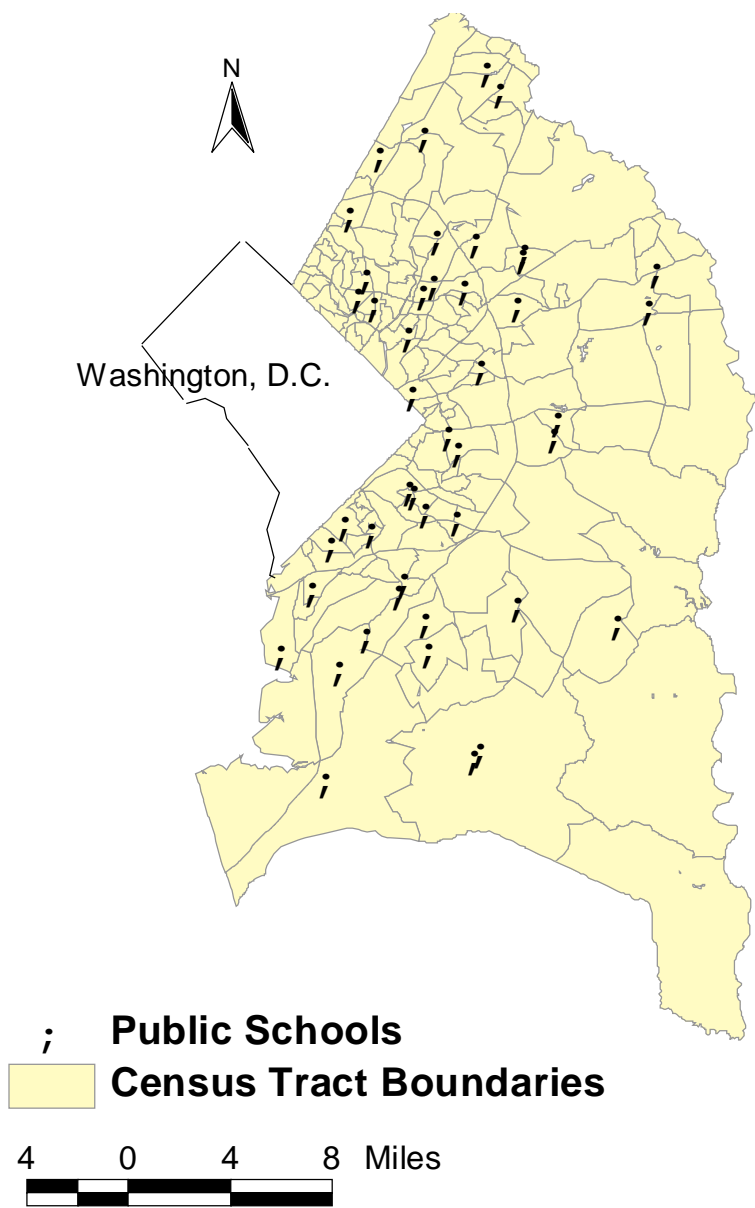 N
Washington, D.C.
; Public Schools
Census Tract Boundaries
4 0 4 8 Miles